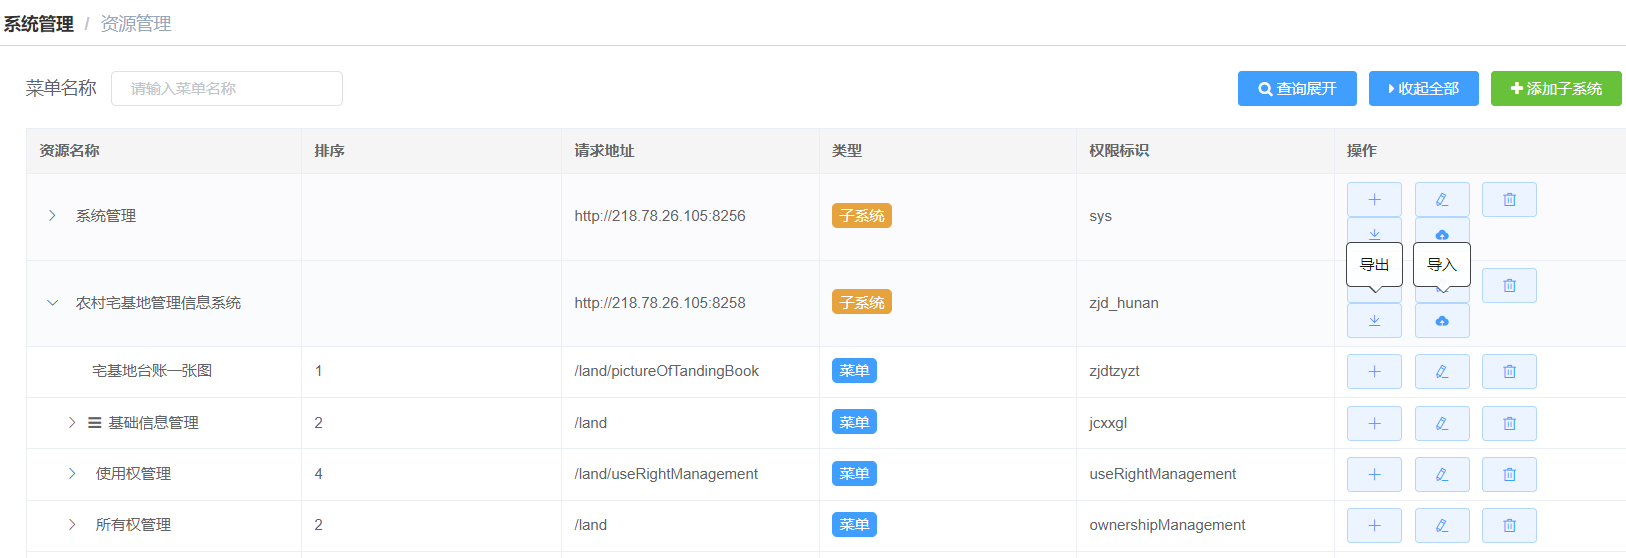 系统管理 / 资源管理
菜单名称 请输入菜单名称 查询展开 收起全部 添加子系统
资源名称 排序 请求地址 类型 权限标识 操作
系统管理 http://218.78.26.105:8256 子系统 sys
导出 导入
农村宅基地管理信息系统 http://218.78.26.105:8258 子系统 zjd_hunan
宅基地台账一张图 1 /land/pictureOfTandingBook 菜单 zjdtzyzt
基础信息管理 2 /land 菜单 jcxxgl
使用权管理 4 /land/useRightManagement 菜单 useRightManagement
所有权管理 2 /land 菜单 ownershipManagement